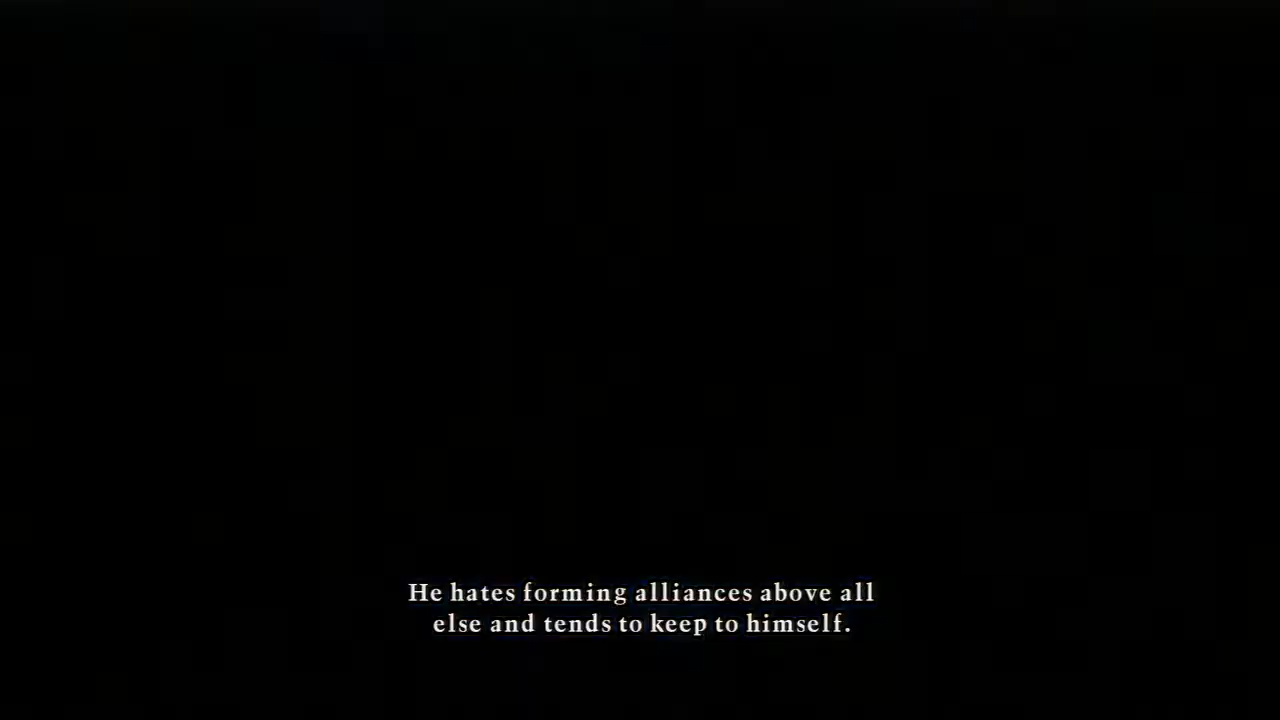 He hates forming alliances above all
else and tends to keep to himself.